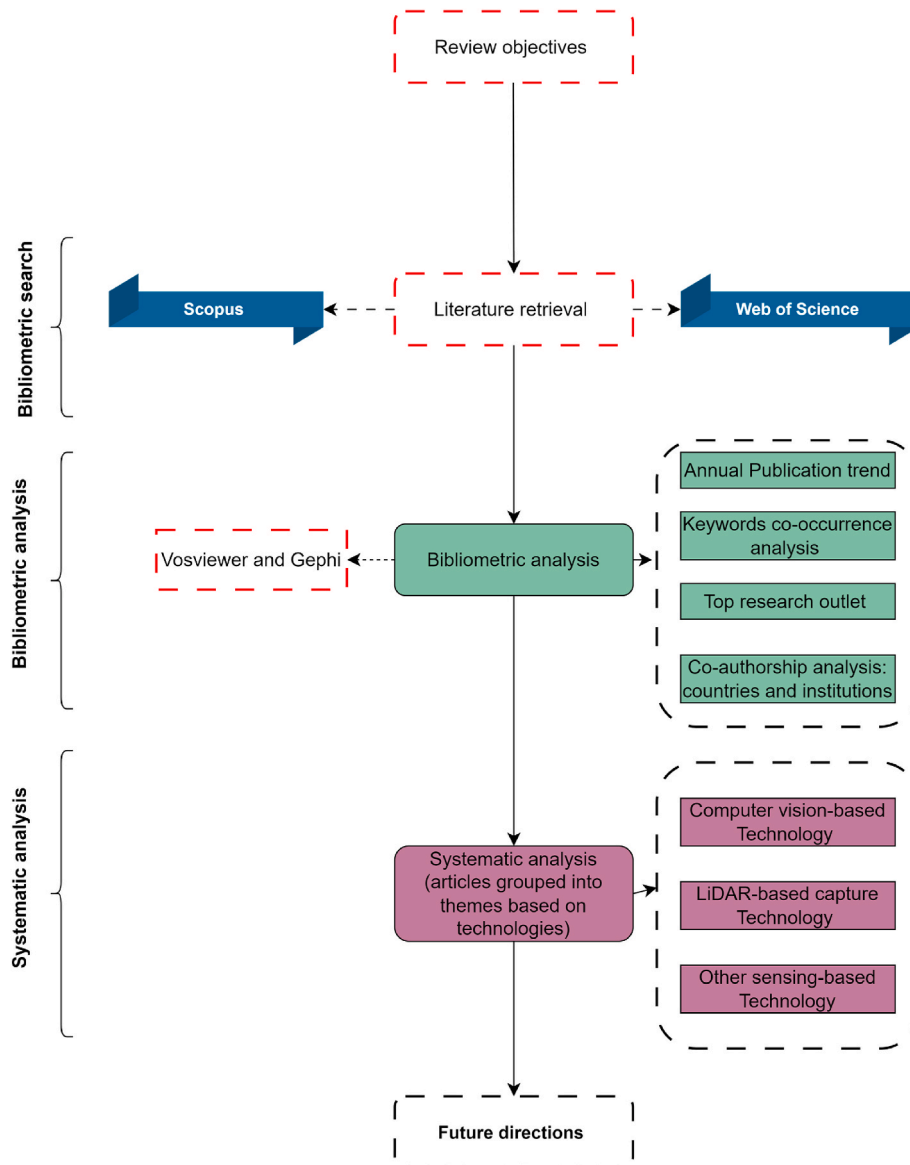 Review objectives
Bibliometric search
Scopus
Literature retrieval
Web of Science
Bibliometric analysis
Vosviewer and Gephi
Bibliometric analysis
Annual Publication trend
Keywords co-occurrence
analysis
Top research outlet
Co-authorship analysis:
countries and institutions
Systematic analysis
Systematic analysis
(articles grouped into
themes based on
technologies)
Computer vision-based
Technology
LiDAR-based capture
Technology
Other sensing-based
Technology
Future directions